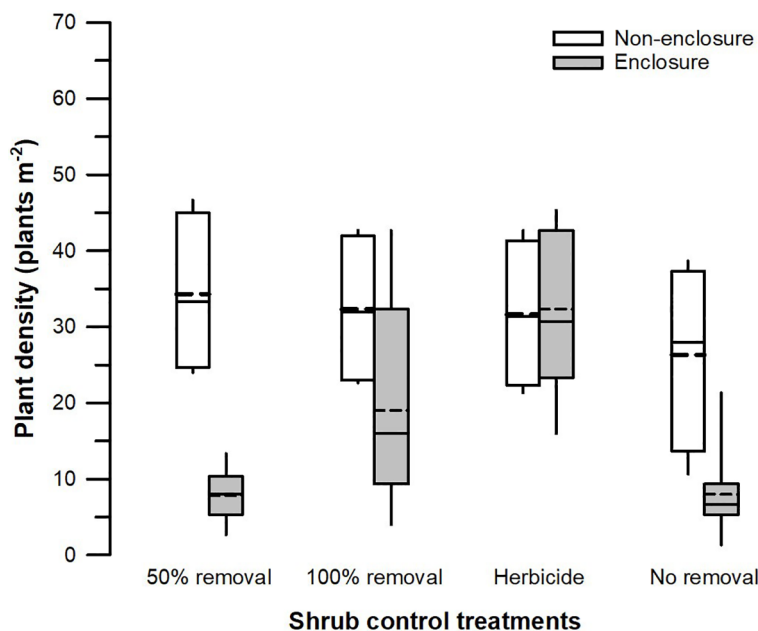 70
60
50
40
30
20
10
0
Plant density (plants m⁻²)
Non-enclosure
Enclosure
50% removal 100% removal Herbicide No removal
Shrub control treatments